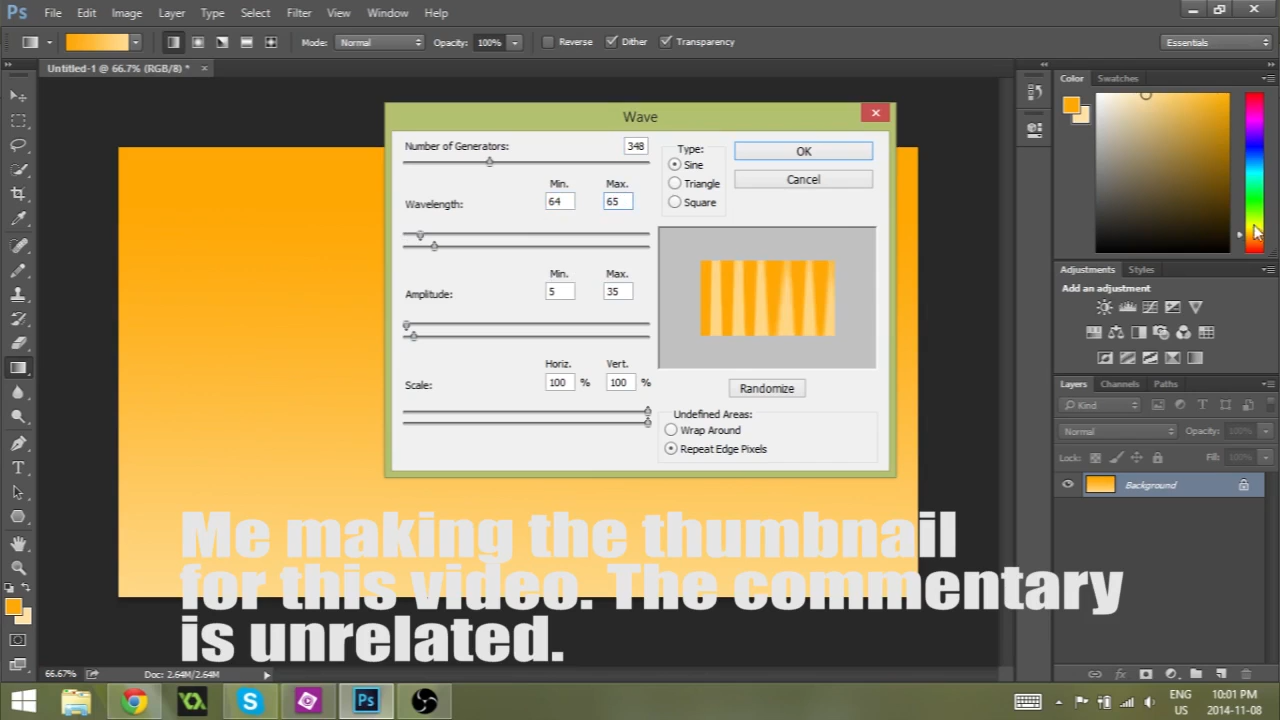 Ps File Edit Image Layer Type Select Filter View Window Help
Mode: Normal Opacity: 100% Reverse Dither Transparency Essentials
Untitled-1 @ 66.7% (RGB/8) * ×
Wave
Number of Generators: 348
Min. Max.
Wavelength: 64 65
Min. Max.
Amplitude: 5 35
Horiz. Vert.
Scale: 100 % 100 %
Type:
Sine
Triangle
Square
OK
Cancel
Randomize
Undefined Areas:
Wrap Around
Repeat Edge Pixels
Color Swatches
Adjustments Styles
Add an adjustment
Layers Channels Paths
Kind
Normal Opacity: 100%
Lock: Fill: 100%
Background
Me making the thumbnail
for this video. The commentary
is unrelated.
66.67% Doc: 2.64M/2.64M
Ps
ENG
US
10:01 PM
2014-11-08